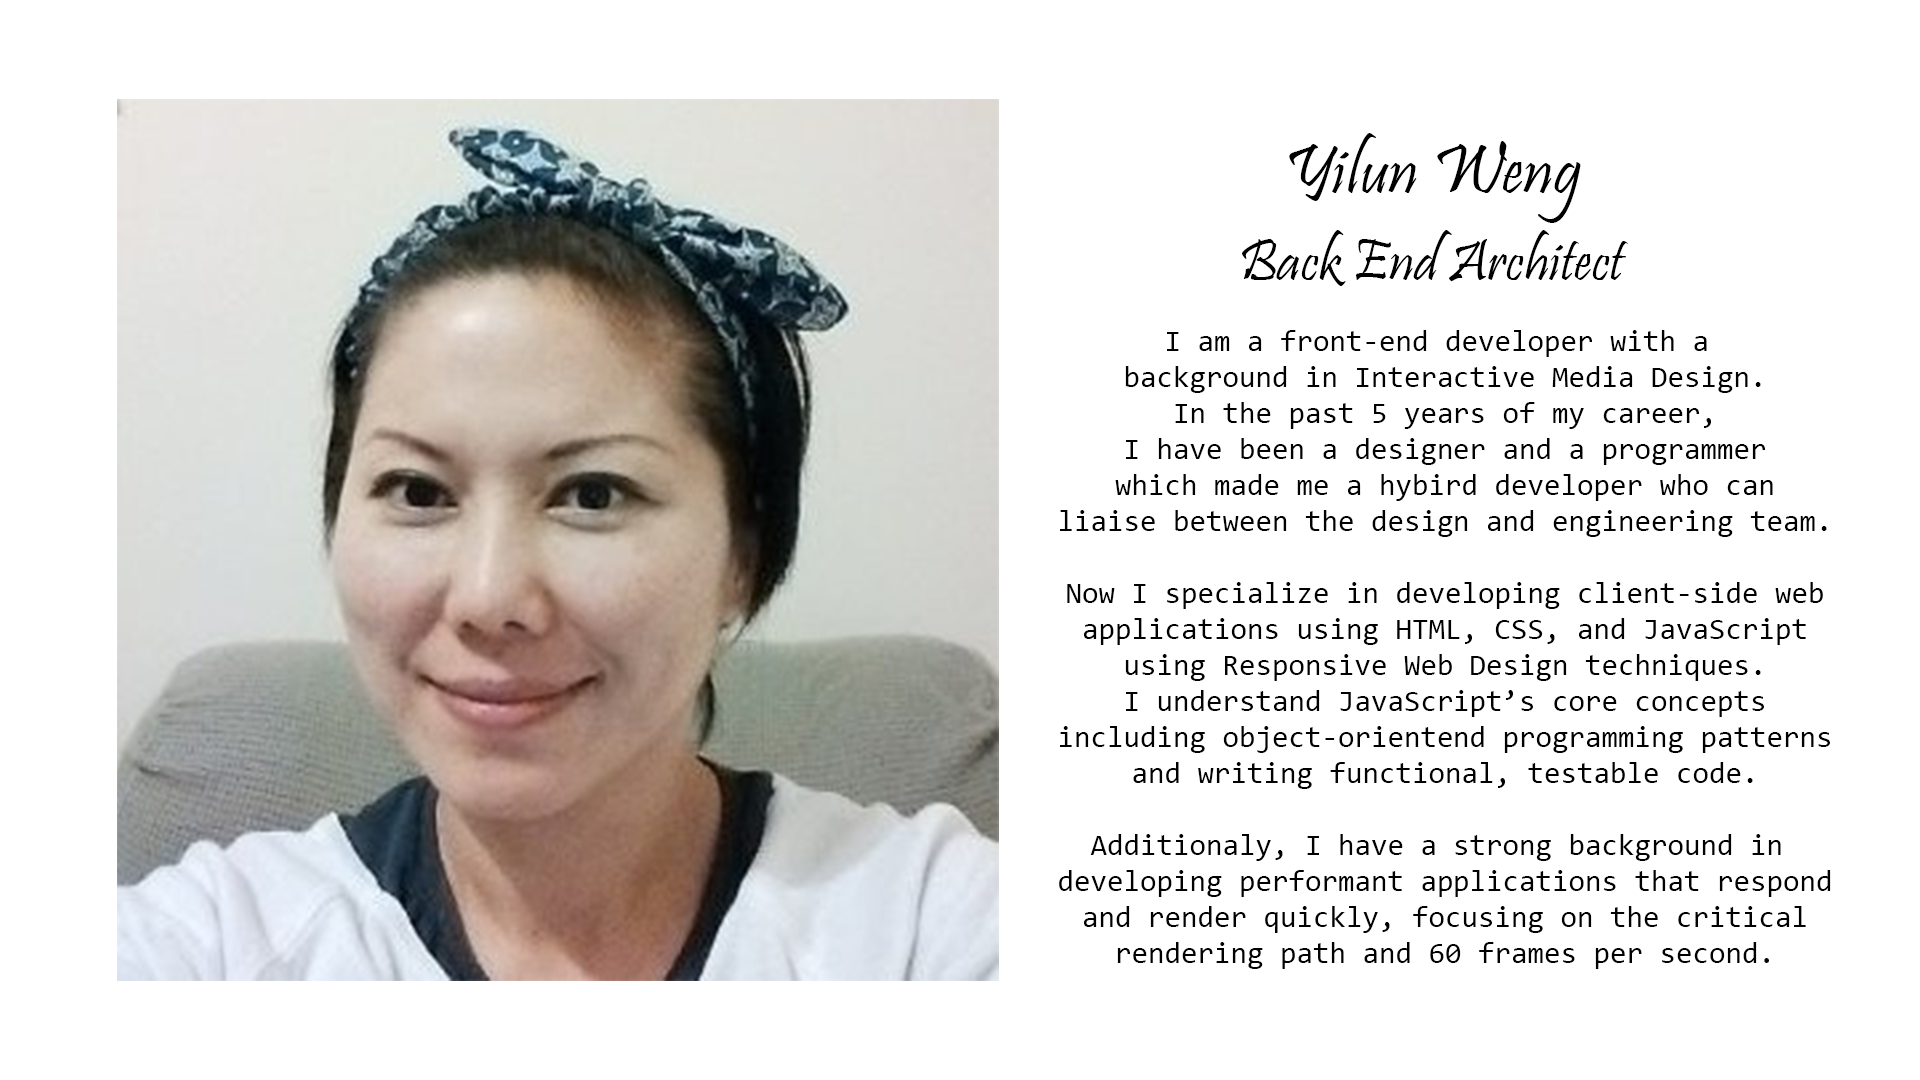 Yilun Weng
Back End Architect
I am a front-end developer with a
background in Interactive Media Design.
In the past 5 years of my career,
I have been a designer and a programmer
which made me a hybird developer who can
liaise between the design and engineering team.
Now I specialize in developing client-side web
applications using HTML, CSS, and JavaScript
using Responsive Web Design techniques.
I understand JavaScript’s core concepts
including object-orientend programming patterns
and writing functional, testable code.
Additionaly, I have a strong background in
developing performant applications that respond
and render quickly, focusing on the critical
rendering path and 60 frames per second.